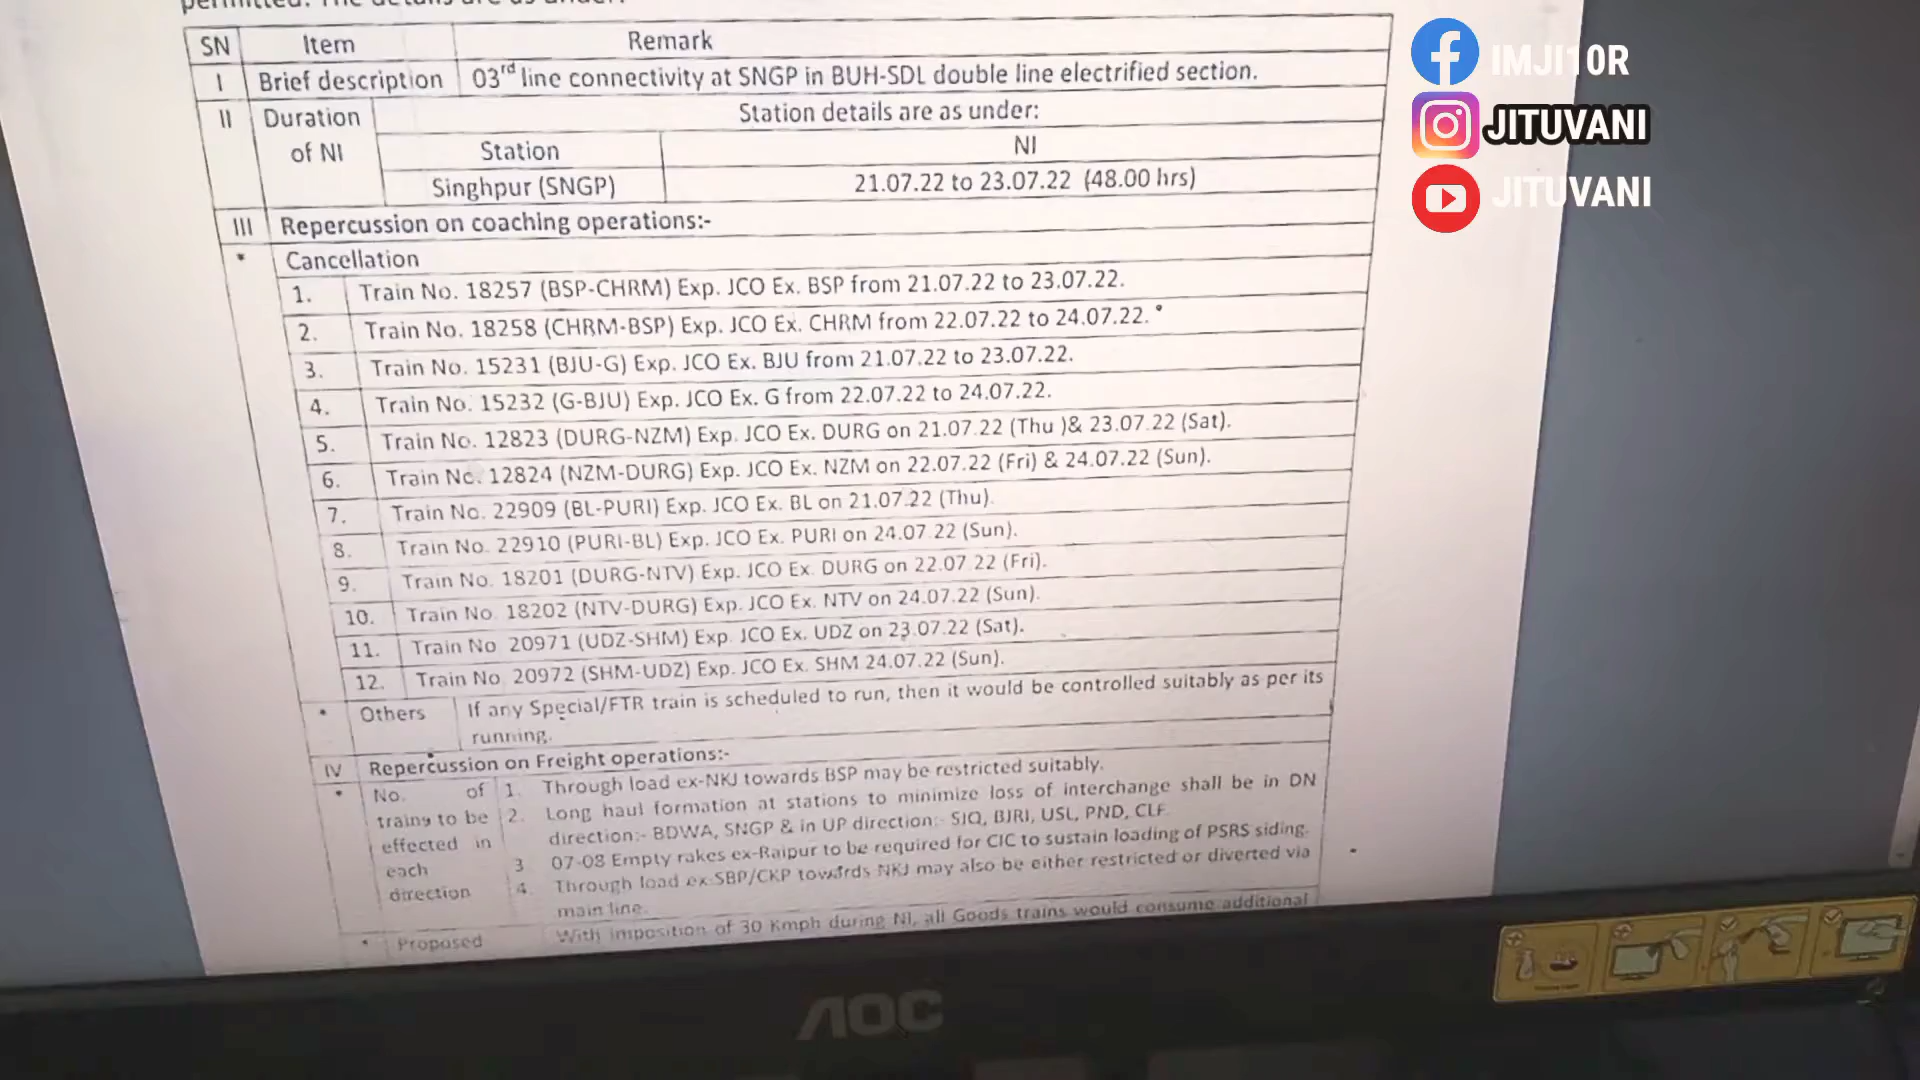 permitted. The details are as under:
SN Item Remark
I Brief description 03rd line connectivity at SNGP in BUH-SDL double line electrified section.
II Duration of NI Station details are as under:
Station NI
Singhpur (SNGP) 21.07.22 to 23.07.22 (48.00 hrs)
III Repercussion on coaching operations:-
* Cancellation
1. Train No. 18257 (BSP-CHRM) Exp. JCO Ex. BSP from 21.07.22 to 23.07.22.
2. Train No. 18258 (CHRM-BSP) Exp. JCO Ex. CHRM from 22.07.22 to 24.07.22.
3. Train No. 15231 (BJU-G) Exp. JCO Ex. BJU from 21.07.22 to 23.07.22.
4. Train No. 15232 (G-BJU) Exp. JCO Ex. G from 22.07.22 to 24.07.22.
5. Train No. 12823 (DURG-NZM) Exp. JCO Ex. DURG on 21.07.22 (Thu )& 23.07.22 (Sat).
6. Train No. 12824 (NZM-DURG) Exp. JCO Ex. NZM on 22.07.22 (Fri) & 24.07.22 (Sun).
7. Train No. 22909 (BL-PURI) Exp. JCO Ex. BL on 21.07.22 (Thu).
8. Train No. 22910 (PURI-BL) Exp. JCO Ex. PURI on 24.07.22 (Sun).
9. Train No. 18201 (DURG-NTV) Exp. JCO Ex. DURG on 22.07.22 (Fri).
10. Train No. 18202 (NTV-DURG) Exp. JCO Ex. NTV on 24.07.22 (Sun).
11. Train No 20971 (UDZ-SHM) Exp. JCO Ex. UDZ on 23.07.22 (Sat).
12. Train No 20972 (SHM-UDZ) Exp. JCO Ex. SHM 24.07.22 (Sun).
* Others If any Special/FTR train is scheduled to run, then it would be controlled suitably as per its
running.
IV Repercussion on Freight operations:-
* No. of trains to be effected in each direction
1. Through load ex-NKJ towards BSP may be restricted suitably.
2. Long haul formation at stations to minimize loss of interchange shall be in DN
direction:- BDWA, SNGP & in UP direction:- SJQ, BJRI, USL, PND, CLF
3 07-08 Empty rakes ex-Raipur to be required for CIC to sustain loading of PSRS siding.
4. Through load ex-SBP/CKP towards NKJ may also be either restricted or diverted via
main line.
* Proposed With imposition of 30 Kmph during NI, all Goods trains would consume additional
IMJI10R
JITUVANI
JITUVANI
AOC